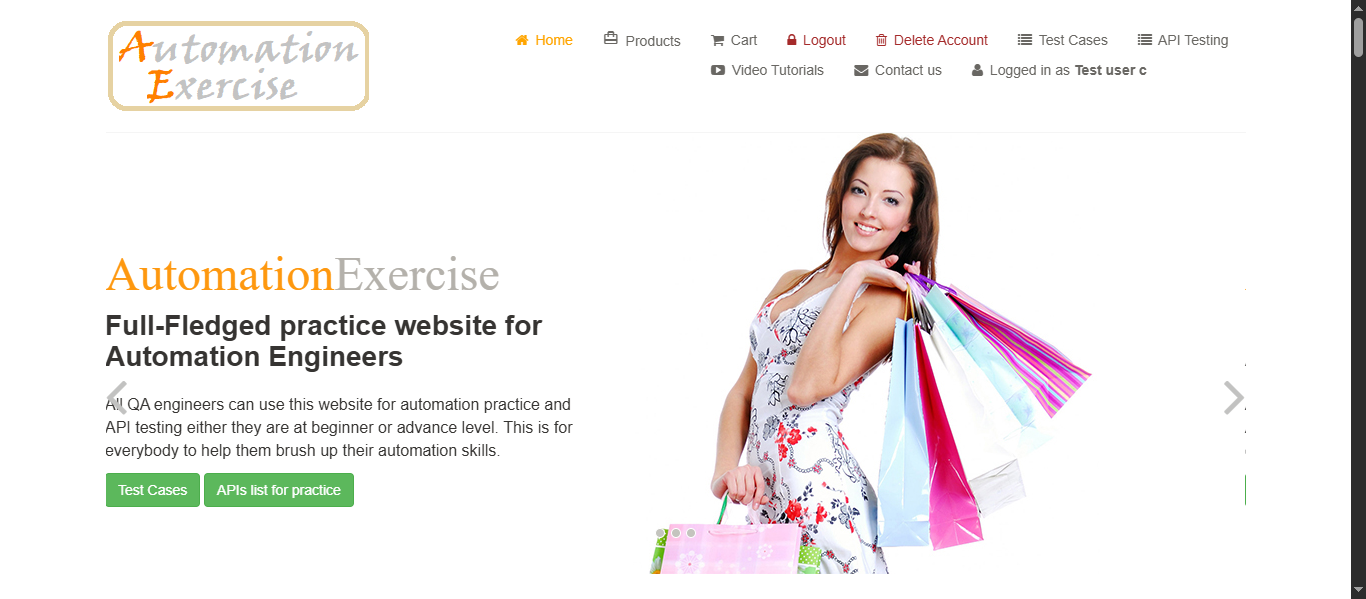 Automation
Exercise
Home Products Cart Logout Delete Account Test Cases API Testing
Video Tutorials Contact us Logged in as Test user c
AutomationExercise
Full-Fledged practice website for
Automation Engineers
All QA engineers can use this website for automation practice and
API testing either they are at beginner or advance level. This is for
everybody to help them brush up their automation skills.
Test Cases APIs list for practice